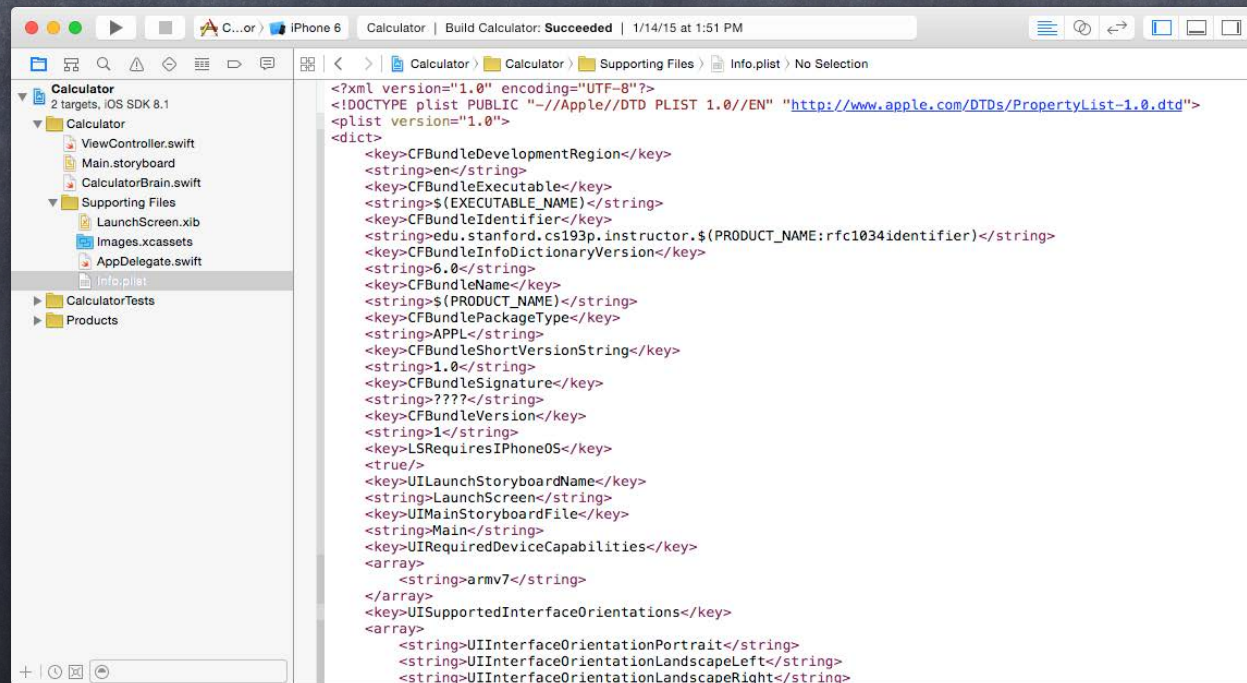 C...or
iPhone 6
Calculator | Build Calculator: Succeeded | 1/14/15 at 1:51 PM
Calculator
2 targets, iOS SDK 8.1
Calculator
ViewController.swift
Main.storyboard
CalculatorBrain.swift
Supporting Files
LaunchScreen.xib
Images.xcassets
AppDelegate.swift
Info.plist
CalculatorTests
Products
Calculator
Calculator
Supporting Files
Info.plist
No Selection
<?xml version="1.0" encoding="UTF-8"?>
<!DOCTYPE plist PUBLIC "-//Apple//DTD PLIST 1.0//EN" "http://www.apple.com/DTDs/PropertyList-1.0.dtd">
<plist version="1.0">
<dict>
<key>CFBundleDevelopmentRegion</key>
<string>en</string>
<key>CFBundleExecutable</key>
<string>$(EXECUTABLE_NAME)</string>
<key>CFBundleIdentifier</key>
<string>edu.stanford.cs193p.instructor.$(PRODUCT_NAME:rfc1034identifier)</string>
<key>CFBundleInfoDictionaryVersion</key>
<string>6.0</string>
<key>CFBundleName</key>
<string>$(PRODUCT_NAME)</string>
<key>CFBundlePackageType</key>
<string>APPL</string>
<key>CFBundleShortVersionString</key>
<string>1.0</string>
<key>CFBundleSignature</key>
<string>????</string>
<key>CFBundleVersion</key>
<string>1</string>
<key>LSRequiresIPhoneOS</key>
<true/>
<key>UILaunchStoryboardName</key>
<string>LaunchScreen</string>
<key>UIMainStoryboardFile</key>
<string>Main</string>
<key>UIRequiredDeviceCapabilities</key>
<array>
<string>armv7</string>
</array>
<key>UISupportedInterfaceOrientations</key>
<array>
<string>UIInterfaceOrientationPortrait</string>
<string>UIInterfaceOrientationLandscapeLeft</string>
<string>UIInterfaceOrientationLandscapeRight</string>